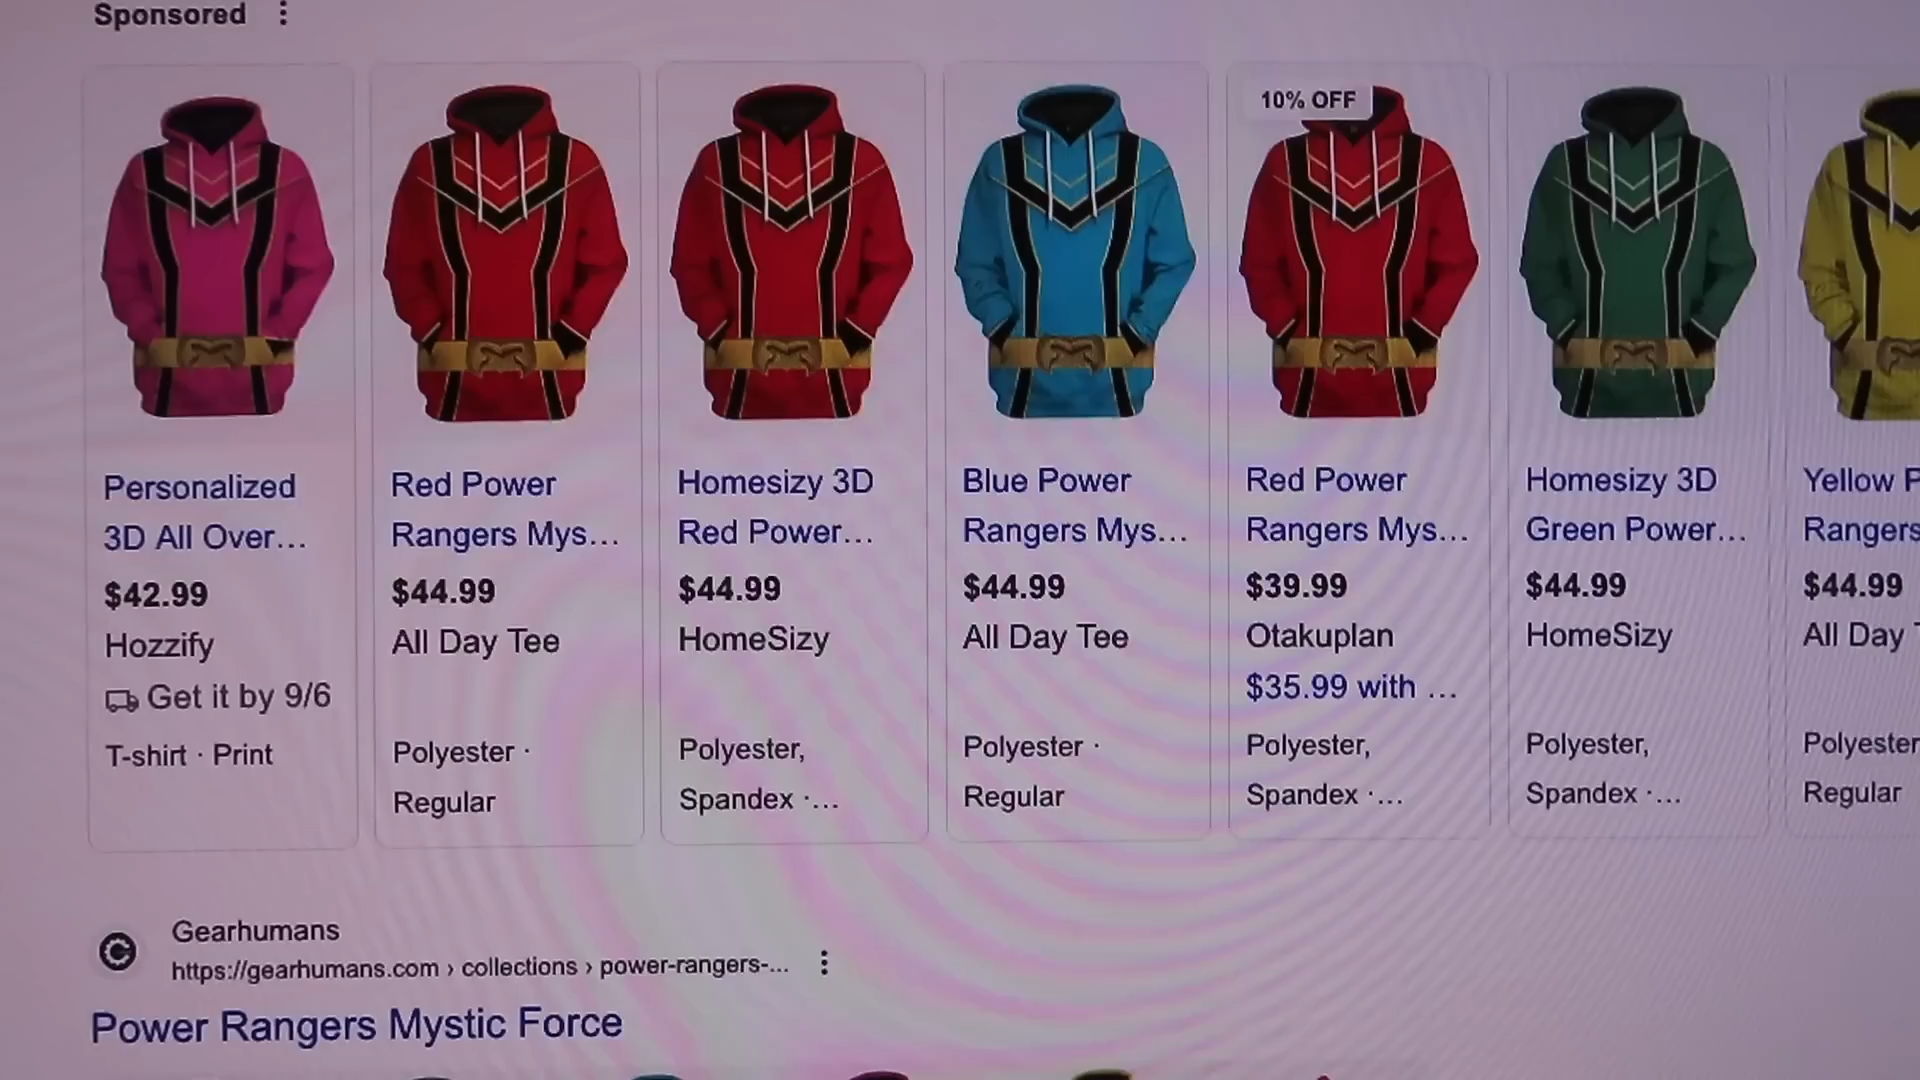 Sponsored
10% OFF
Personalized
3D All Over...
$42.99
Hozzify
Get it by 9/6
T-shirt · Print
Red Power
Rangers Mys...
$44.99
All Day Tee
Polyester ·
Regular
Homesizy 3D
Red Power...
$44.99
HomeSizy
Polyester,
Spandex ·...
Blue Power
Rangers Mys...
$44.99
All Day Tee
Polyester ·
Regular
Red Power
Rangers Mys...
$39.99
Otakuplan
$35.99 with ...
Polyester,
Spandex ·...
Homesizy 3D
Green Power...
$44.99
HomeSizy
Polyester,
Spandex ·...
Yellow P
Rangers
$44.99
All Day
Polyester
Regular
Gearhumans
https://gearhumans.com › collections › power-rangers-...
Power Rangers Mystic Force